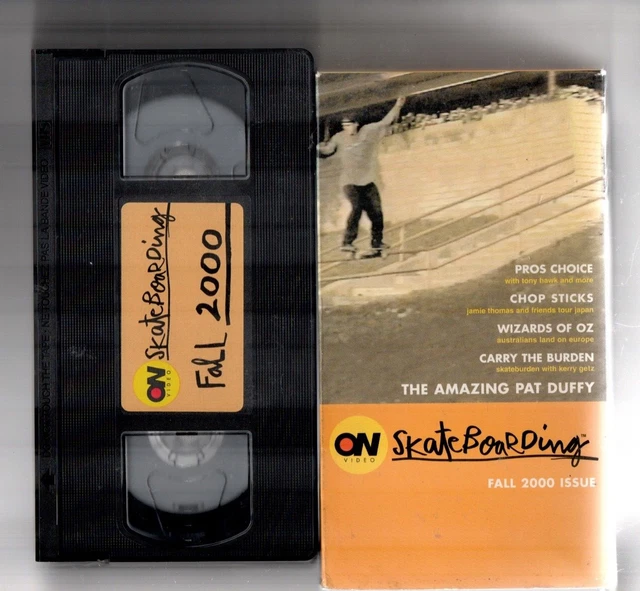 SkateBoaRDing
FaLL 2000
ON
VIDEO
PROS CHOICE
with tony hawk and more
CHOP STICKS
jamie thomas and friends tour japan
WIZARDS OF OZ
australians land on europe
CARRY THE BURDEN
skateburden with kerry getz
THE AMAZING PAT DUFFY
ON
VIDEO
SkateBoaRDing™
FALL 2000 ISSUE